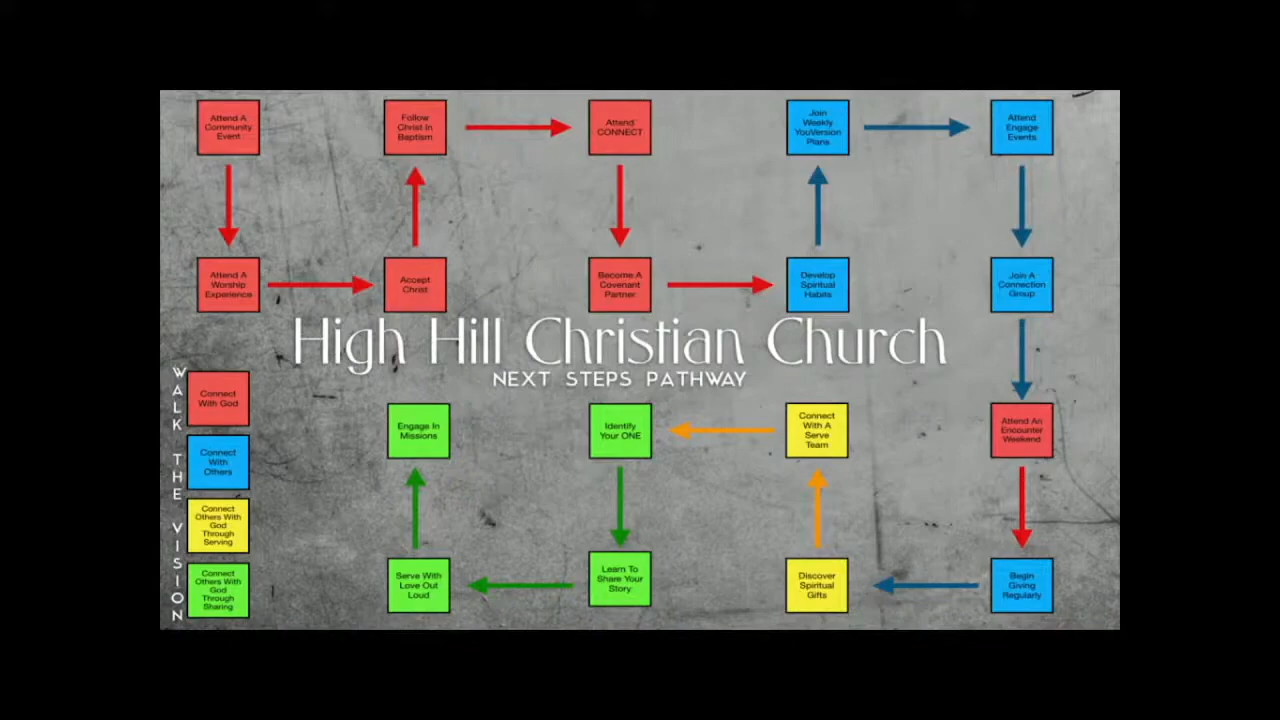 Attend A
Community
Event
Follow
Christ In
Baptism
Attend
CONNECT
Join
Weekly
YouVersion
Plans
Attend
Engage
Events
Attend A
Worship
Experience
Accept
Christ
Become A
Covenant
Partner
Develop
Spiritual
Habits
Join A
Connection
Group
High Hill Christian Church
NEXT STEPS PATHWAY
WALK THE VISION
Connect
With God
Connect
With
Others
Connect
Others With
God
Through
Serving
Connect
Others With
God
Through
Sharing
Engage In
Missions
Identify
Your ONE
Connect
With A
Serve
Team
Attend An
Encounter
Weekend
Serve With
Love Out
Loud
Learn To
Share Your
Story
Discover
Spiritual
Gifts
Begin
Giving
Regularly